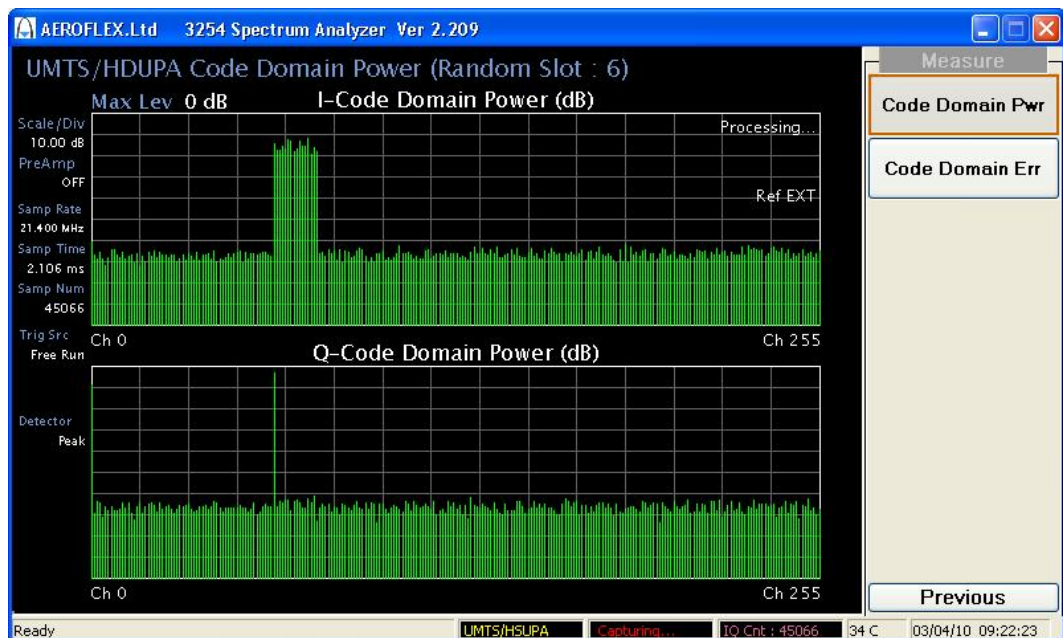 AEROFLEX.Ltd 3254 Spectrum Analyzer Ver 2.209
UMTS/HDUPA Code Domain Power (Random Slot : 6)
Max Lev 0 dB
I-Code Domain Power (dB)
Scale/Div
10.00 dB
PreAmp
OFF
Samp Rate
21.400 MHz
Samp Time
2.106 ms
Samp Num
45066
Trig Src
Free Run
Detector
Peak
Processing...
Ref EXT
Ch 0
Ch 255
Q-Code Domain Power (dB)
Ch 0
Ch 255
Measure
Code Domain Pwr
Code Domain Err
Previous
Ready
UMTS/HSUPA
Capturing...
IQ Cnt : 45066
34 C
03/04/10 09:22:23